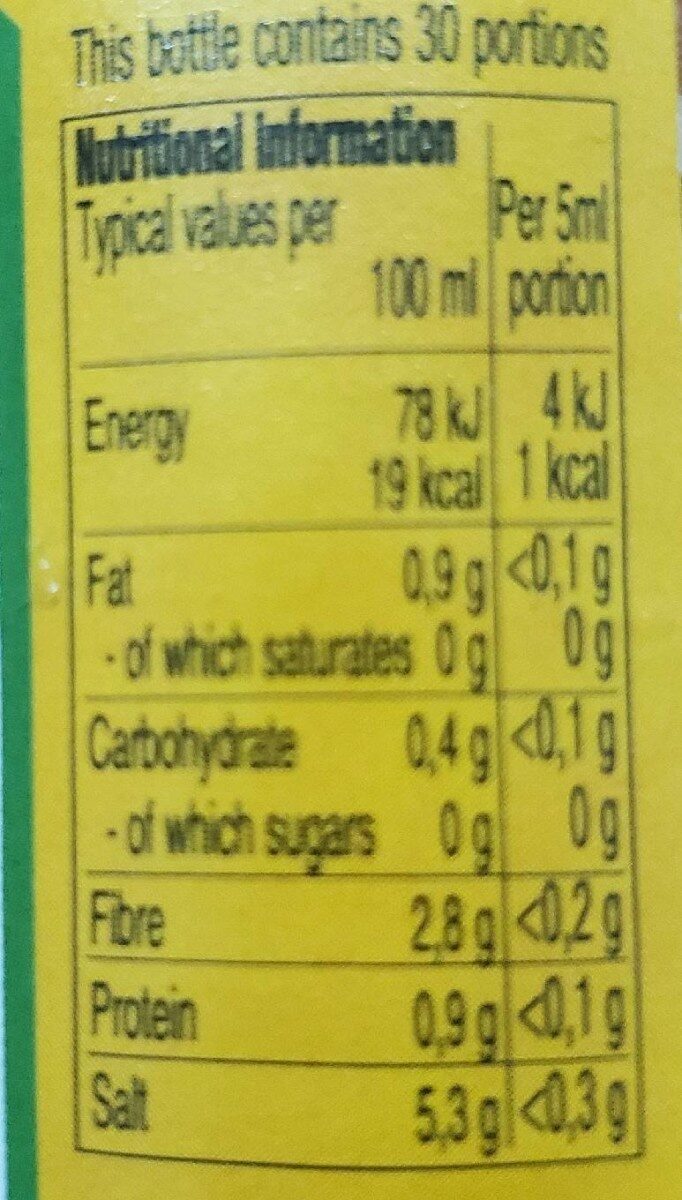 This bottle contains 30 portions
Nutritional information
Typical values per
Per 5ml
100 ml portion
Energy 78 kJ 4 kJ
19 kcal 1 kcal
Fat 0,9 g <0,1 g
- of which saturates 0 g 0 g
Carbohydrate 0,4 g <0,1 g
- of which sugars 0 g 0 g
Fibre 2,8 g <0,2 g
Protein 0,9 g <0,1 g
Salt 5,3 g <0,3 g